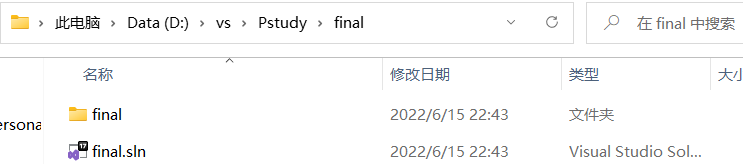 此电脑 > Data (D:) > vs > Pstudy > final
在 final 中搜索
名称 修改日期 类型 大小
final 2022/6/15 22:43 文件夹
ersona
17 final.sln 2022/6/15 22:43 Visual Studio Sol...